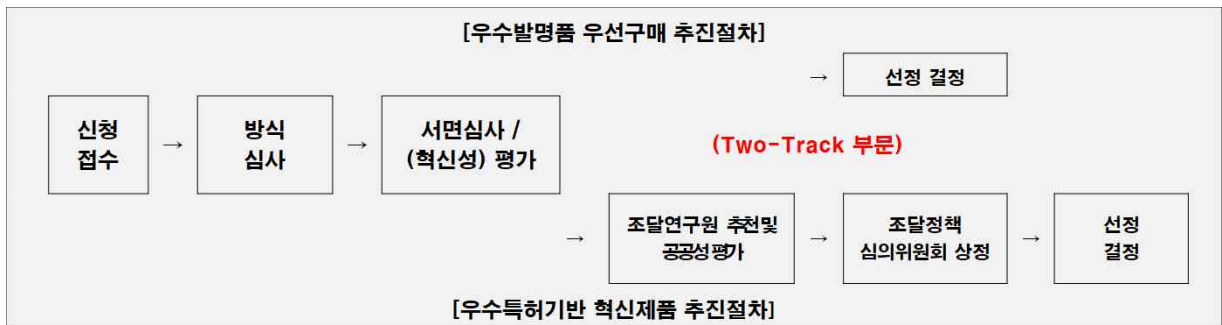 [우수발명품 우선구매 추진절차]
→ 선정 결정
신청
접수
→
방식
심사
→
서면심사 /
(혁신성) 평가
(Two-Track 부문)
→
조달연구원 추천및
공공성평가
→
조달정책
심의위원회 상정
→
선정
결정
[우수특허기반 혁신제품 추진절차]